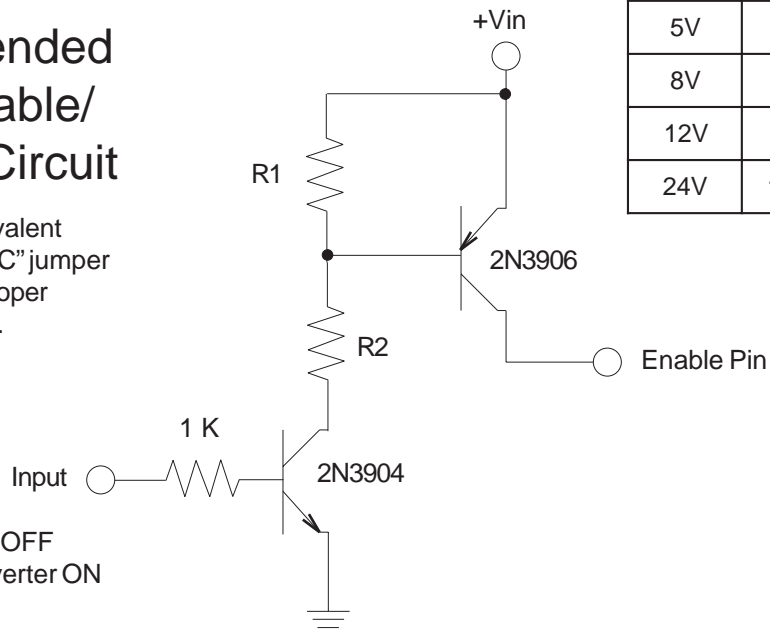 ended
able/
Circuit
valent
C” jumper
oper
.
+Vin
5V
8V
12V
24V
R1
2N3906
R2
Enable Pin
1 K
Input
2N3904
OFF
verter ON